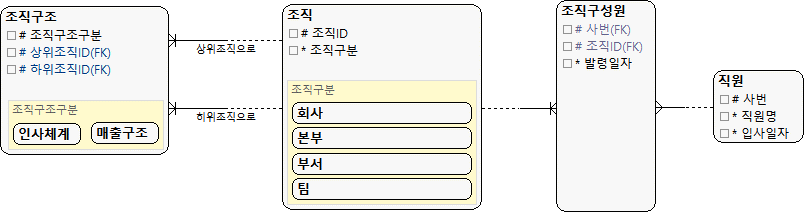 조직구조
# 조직구조구분
# 상위조직ID(FK)
# 하위조직ID(FK)
조직구조구분
인사체계
매출구조
상위조직으로
하위조직으로
조직
# 조직ID
* 조직구분
조직구분
회사
본부
부서
팀
조직구성원
# 사번(FK)
# 조직ID(FK)
* 발령일자
직원
# 사번
* 직원명
* 입사일자